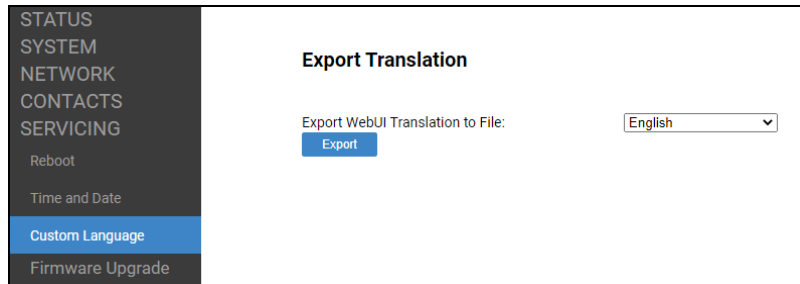 STATUS
SYSTEM
NETWORK
CONTACTS
SERVICING
Reboot
Time and Date
Custom Language
Firmware Upgrade
Export Translation
Export WebUI Translation to File:
English
Export